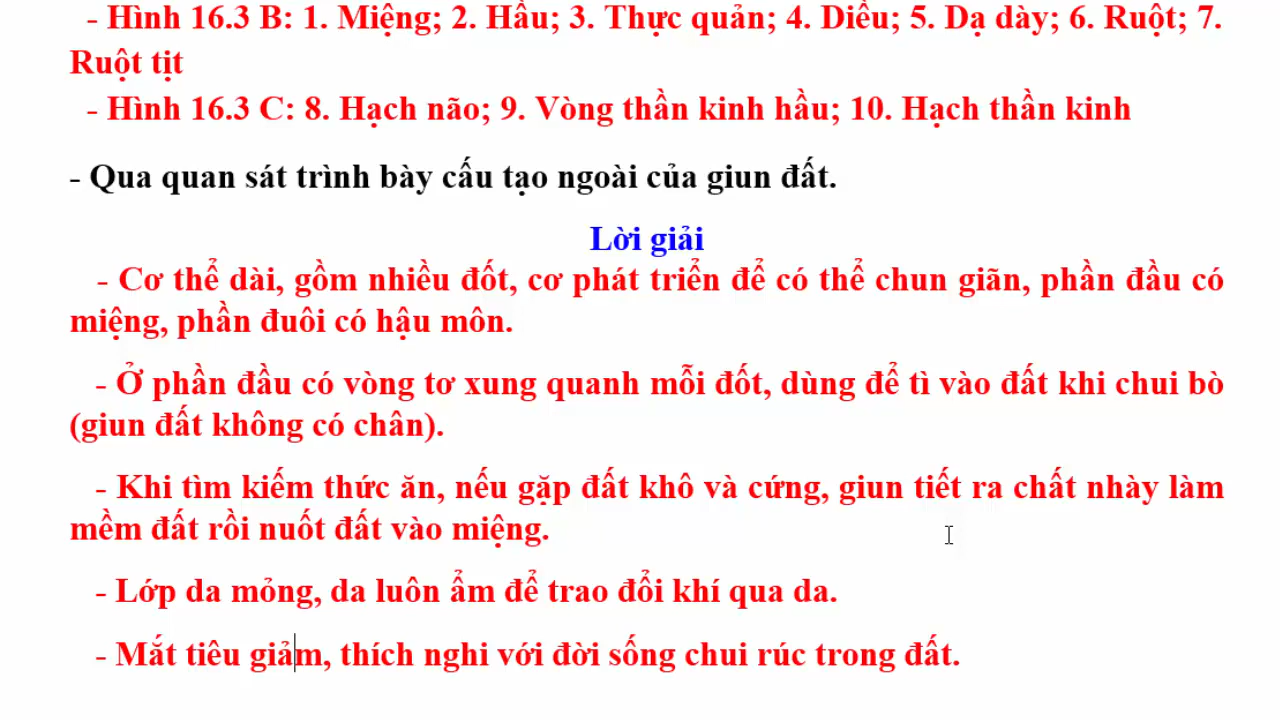 - Hình 16.3 B: 1. Miệng; 2. Hầu; 3. Thực quản; 4. Diều; 5. Dạ dày; 6. Ruột; 7.
Ruột tịt
- Hình 16.3 C: 8. Hạch não; 9. Vòng thần kinh hầu; 10. Hạch thần kinh
- Qua quan sát trình bày cấu tạo ngoài của giun đất.
Lời giải
- Cơ thể dài, gồm nhiều đốt, cơ phát triển để có thể chun giãn, phần đầu có
miệng, phần đuôi có hậu môn.
- Ở phần đầu có vòng tơ xung quanh mỗi đốt, dùng để tì vào đất khi chui bò
(giun đất không có chân).
- Khi tìm kiếm thức ăn, nếu gặp đất khô và cứng, giun tiết ra chất nhày làm
mềm đất rồi nuốt đất vào miệng.
- Lớp da mỏng, da luôn ẩm để trao đổi khí qua da.
- Mắt tiêu giảm, thích nghi với đời sống chui rúc trong đất.